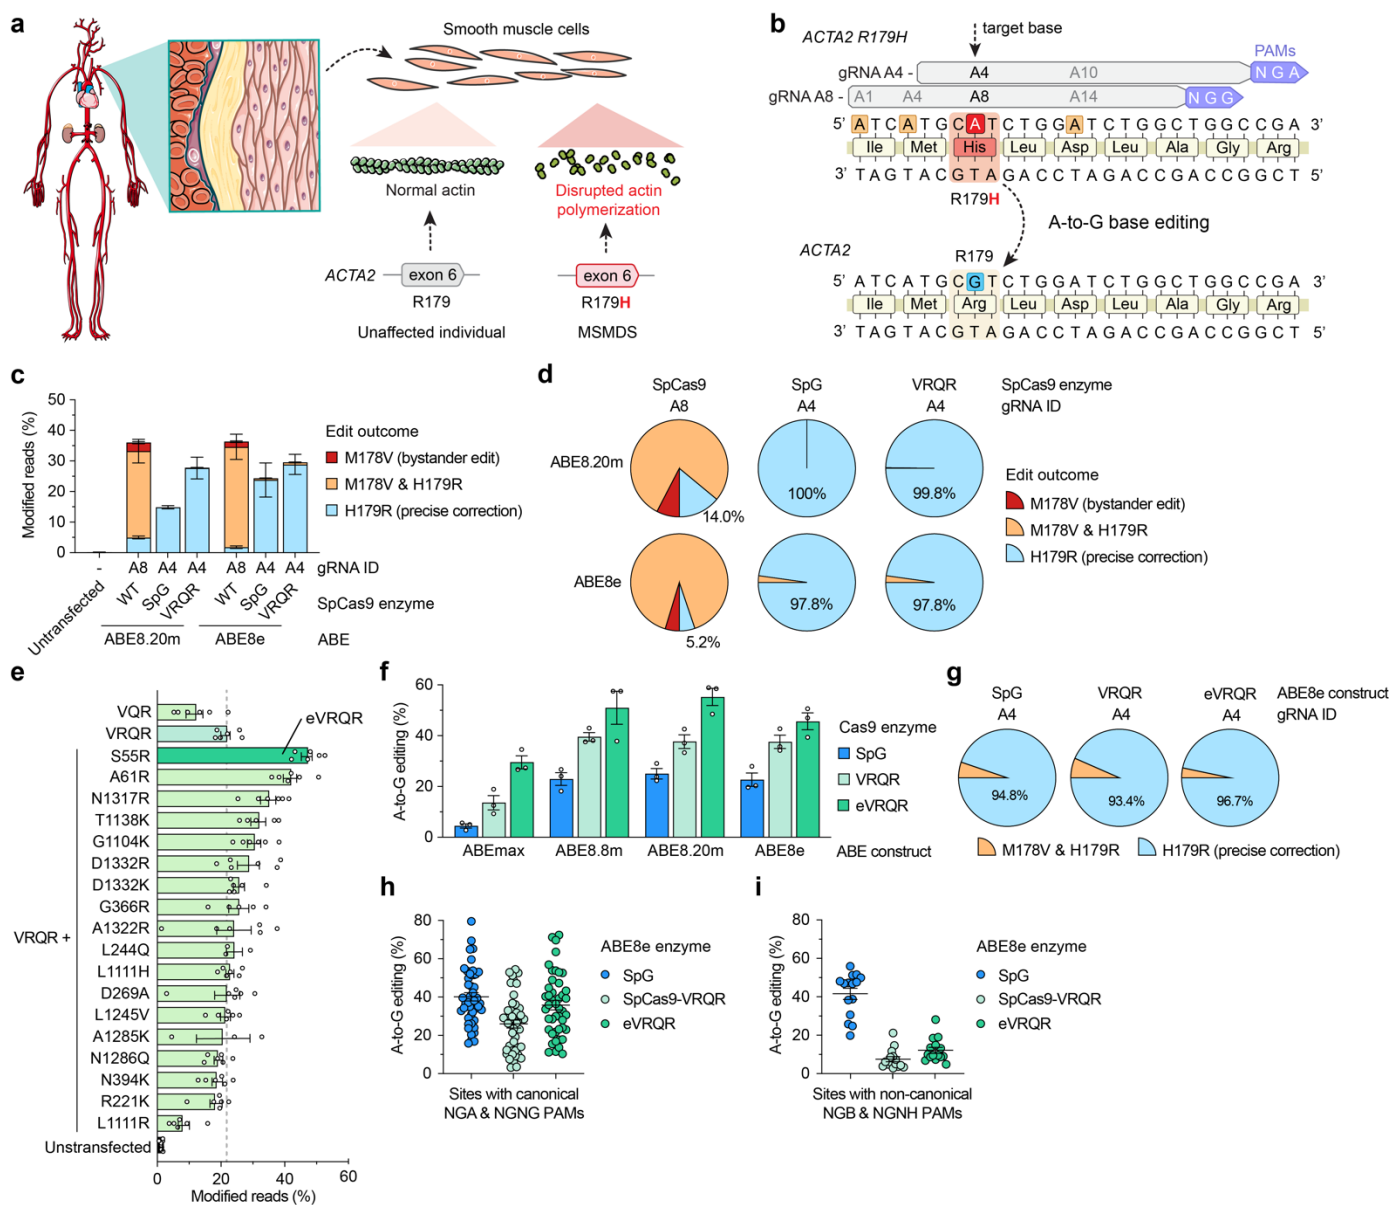 a
Smooth muscle cells
Normal actin
Disrupted actin
polymerization
ACTA2
exon 6
exon 6
R179
R179H
Unaffected individual
MSMDS
b
ACTA2 R179H
target base
PAMs
gRNA A4 -
A4
A10
N G A
gRNA A8 -
A1
A4
A8
A14
N G G
5' A T C A T G C A T C T G G A T C T G G C T G G C C G A 3'
Ile Met His Leu Asp Leu Ala Gly Arg
3' T A G T A C G T A G A C C T A G A C C G A C C G G C T 5'
R179H
A-to-G base editing
ACTA2
R179
5' A T C A T G C G T C T G G A T C T G G C T G G C C G A 3'
Ile Met Arg Leu Asp Leu Ala Gly Arg
3' T A G T A C G T A G A C C T A G A C C G A C C G G C T 5'
c
Modified reads (%)
50
40
30
20
10
0
Edit outcome
M178V (bystander edit)
M178V & H179R
H179R (precise correction)
- A8 A4 A4 A8 A4 A4 gRNA ID
Untransfected WT SpG VRQR WT SpG VRQR SpCas9 enzyme
ABE8.20m ABE8e ABE
d
SpCas9 SpG VRQR SpCas9 enzyme
A8 A4 A4 gRNA ID
ABE8.20m
14.0%
100%
99.8%
ABE8e
5.2%
97.8%
97.8%
Edit outcome
M178V (bystander edit)
M178V & H179R
H179R (precise correction)
e
VQR
VRQR
eVRQR
VRQR +
S55R
A61R
N1317R
T1138K
G1104K
D1332R
D1332K
G366R
A1322R
L244Q
L1111H
D269A
L1245V
A1285K
N1286Q
N394K
R221K
L1111R
Unstransfected
0 20 40 60
Modified reads (%)
f
A-to-G editing (%)
60
40
20
0
Cas9 enzyme
SpG
VRQR
eVRQR
ABEmax ABE8.8m ABE8.20m ABE8e ABE construct
g
SpG VRQR eVRQR ABE8e construct
A4 A4 A4 gRNA ID
94.8%
93.4%
96.7%
M178V & H179R
H179R (precise correction)
h
A-to-G editing (%)
80
60
40
20
0
ABE8e enzyme
SpG
SpCas9-VRQR
eVRQR
Sites with canonical
NGA & NGNG PAMs
i
A-to-G editing (%)
80
60
40
20
0
ABE8e enzyme
SpG
SpCas9-VRQR
eVRQR
Sites with non-canonical
NGB & NGNH PAMs